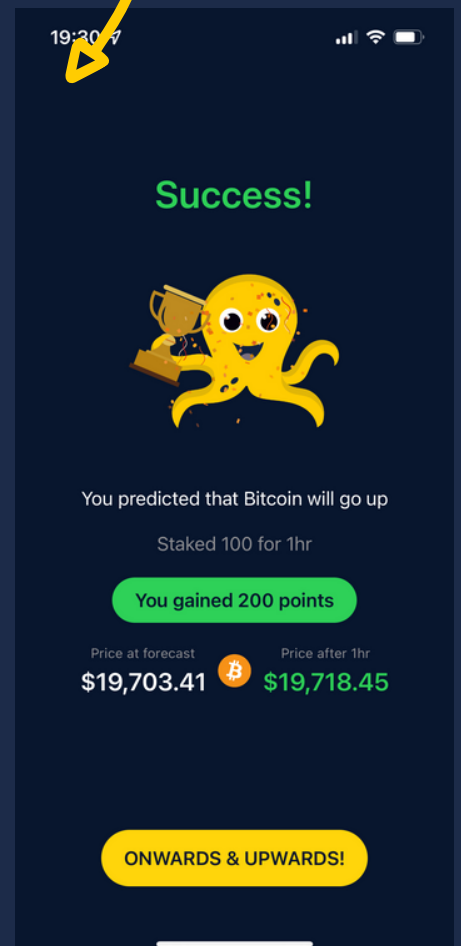 19:30
Success!
You predicted that Bitcoin will go up
Staked 100 for 1hr
You gained 200 points
Price at forecast
Price after 1hr
$19,703.41
$19,718.45
ONWARDS & UPWARDS!